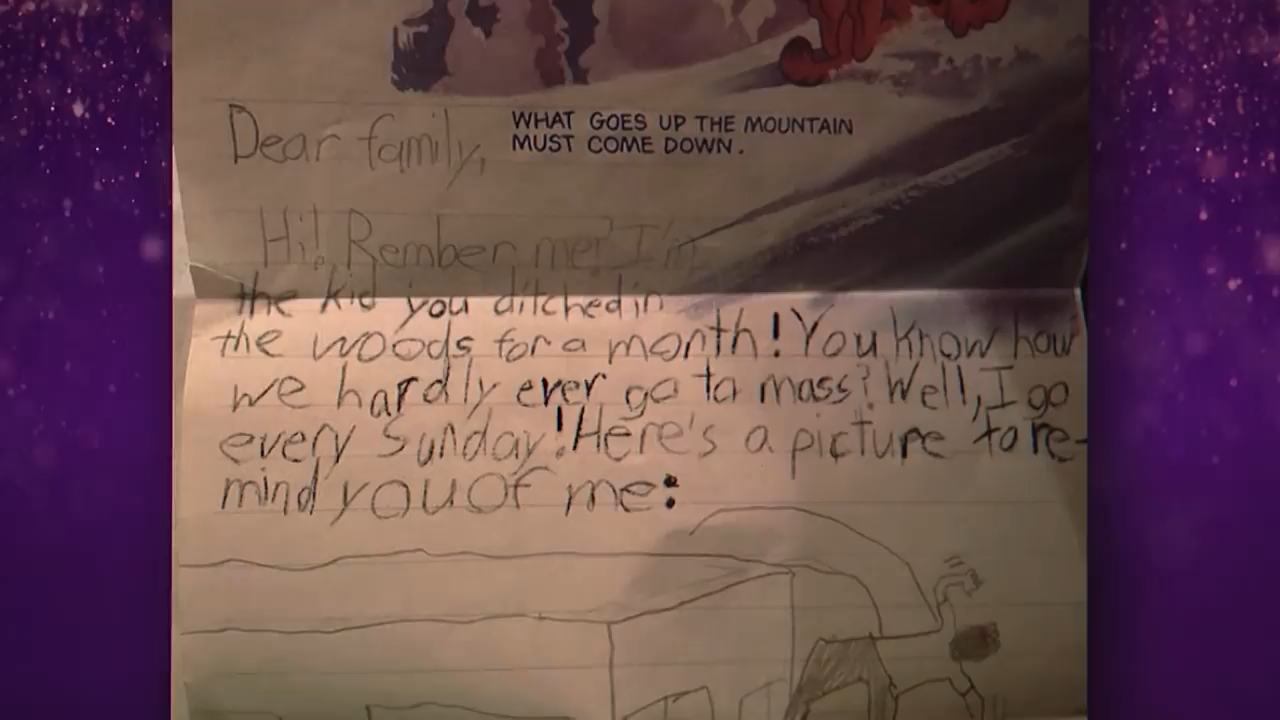 WHAT GOES UP THE MOUNTAIN
MUST COME DOWN.
Dear family,
Hi! Rember me? I'm
the kid you ditched in
the woods for a month! You know how
we hardly ever go to mass? Well, I go
every Sunday! Here's a picture to re-
mind you of me: